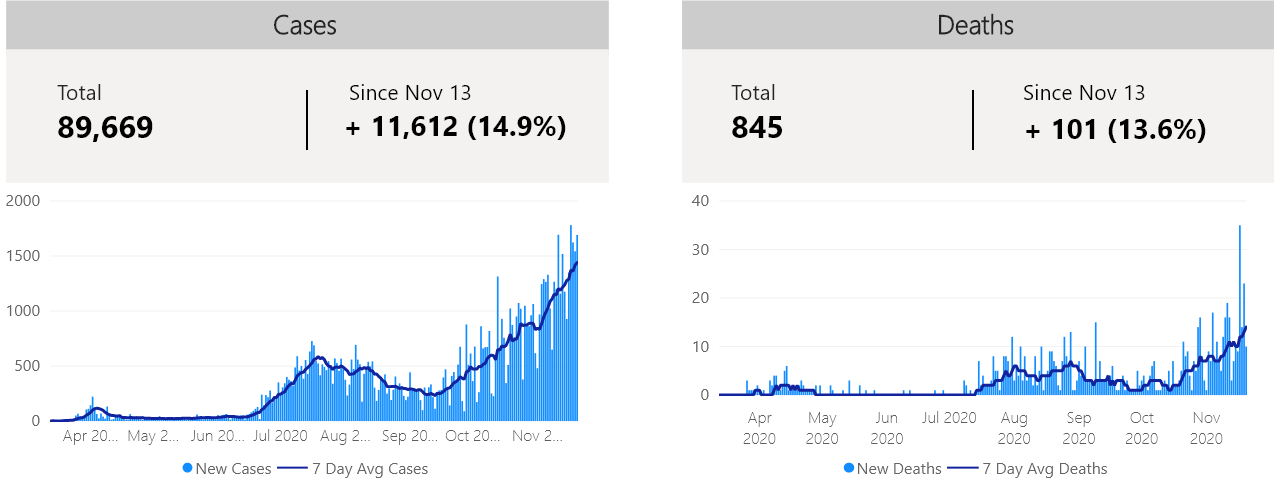 Cases
Total
89,669
Since Nov 13
+ 11,612 (14.9%)
2000
1500
1000
500
0
Apr 20... May 2... Jun 20... Jul 2020 Aug 2... Sep 20... Oct 20... Nov 2...
New Cases 7 Day Avg Cases
Deaths
Total
845
Since Nov 13
+ 101 (13.6%)
40
30
20
10
0
Apr 2020 May 2020 Jun 2020 Jul 2020 Aug 2020 Sep 2020 Oct 2020 Nov 2020
New Deaths 7 Day Avg Deaths